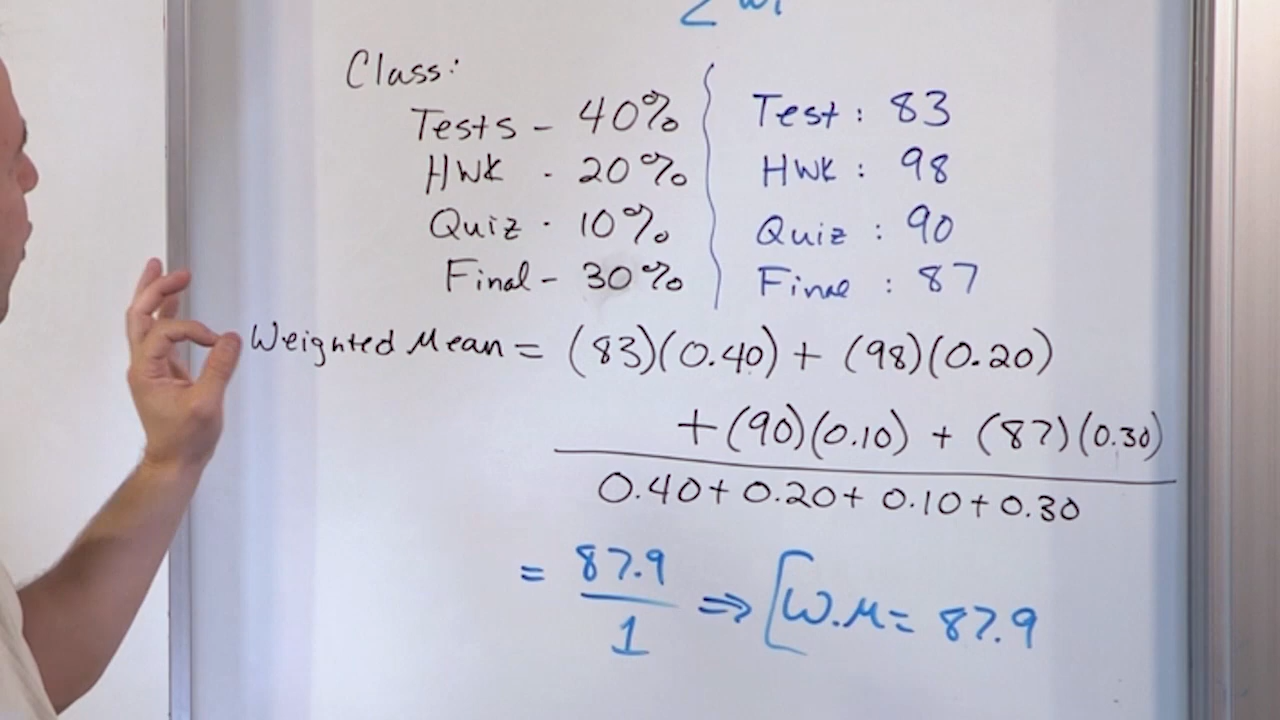 Σ wi
Class:
Tests - 40%
HWK - 20%
Quiz - 10%
Final - 30%
Test : 83
HWK : 98
Quiz : 90
Final : 87
Weighted Mean = (83)(0.40) + (98)(0.20)
+ (90)(0.10) + (87)(0.30)
0.40 + 0.20 + 0.10 + 0.30
= 87.9
1 ⇒ [W.M = 87.9